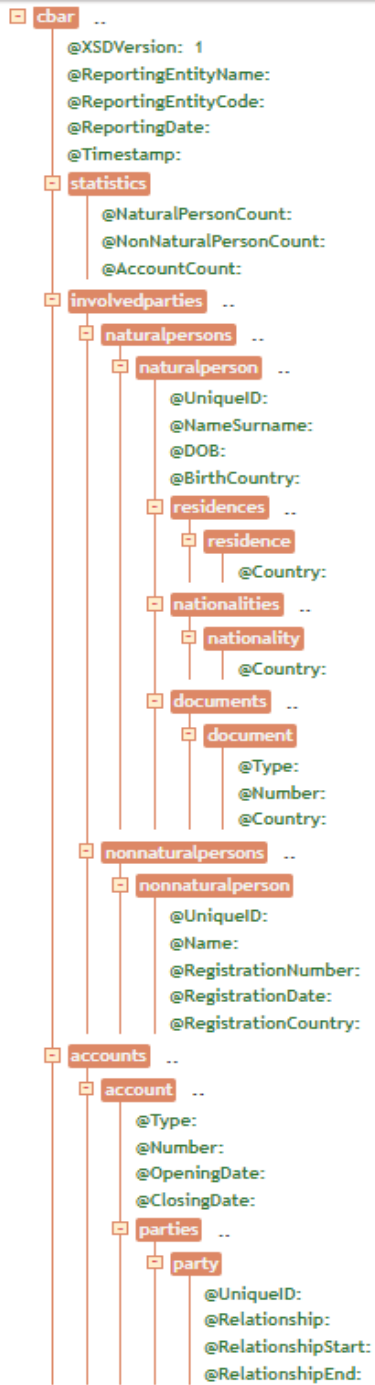 cbar ..
@XSDVersion: 1
@ReportingEntityName:
@ReportingEntityCode:
@ReportingDate:
@Timestamp:
statistics
@NaturalPersonCount:
@NonNaturalPersonCount:
@AccountCount:
involvedparties ..
naturalpersons ..
naturalperson ..
@UniqueID:
@NameSurname:
@DOB:
@BirthCountry:
residences ..
residence
@Country:
nationalities ..
nationality
@Country:
documents ..
document
@Type:
@Number:
@Country:
nonnaturalpersons ..
nonnaturalperson
@UniqueID:
@Name:
@RegistrationNumber:
@RegistrationDate:
@RegistrationCountry:
accounts ..
account ..
@Type:
@Number:
@OpeningDate:
@ClosingDate:
parties ..
party
@UniqueID:
@Relationship:
@RelationshipStart:
@RelationshipEnd: